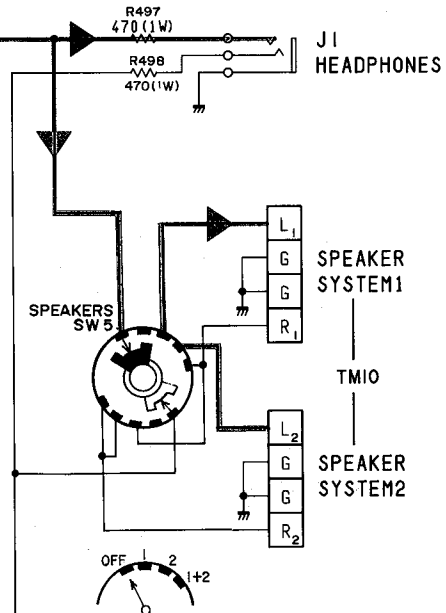 R497
470(1W)
R498
470(1W)
J1
HEADPHONES
L1
G
G
R1
SPEAKER
SYSTEM1
SPEAKERS
SW5
TM10
L2
G
G
R2
SPEAKER
SYSTEM2
OFF
1
2
1+2